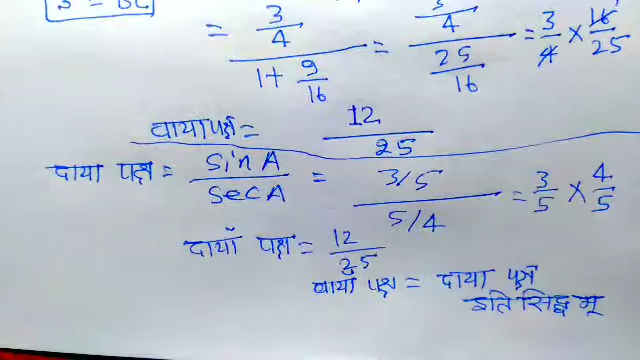 = 3/4 / 1 + 9/16 = 3/4 / 25/16 = 3/4 × 16/25
बायाँ पक्ष = 12/25
दाया पक्ष = sin A / sec A = 3/5 / 5/4 = 3/5 × 4/5
दायाँ पक्ष = 12/25
बायाँ पक्ष = दाया पक्ष
इति सिद्धम्